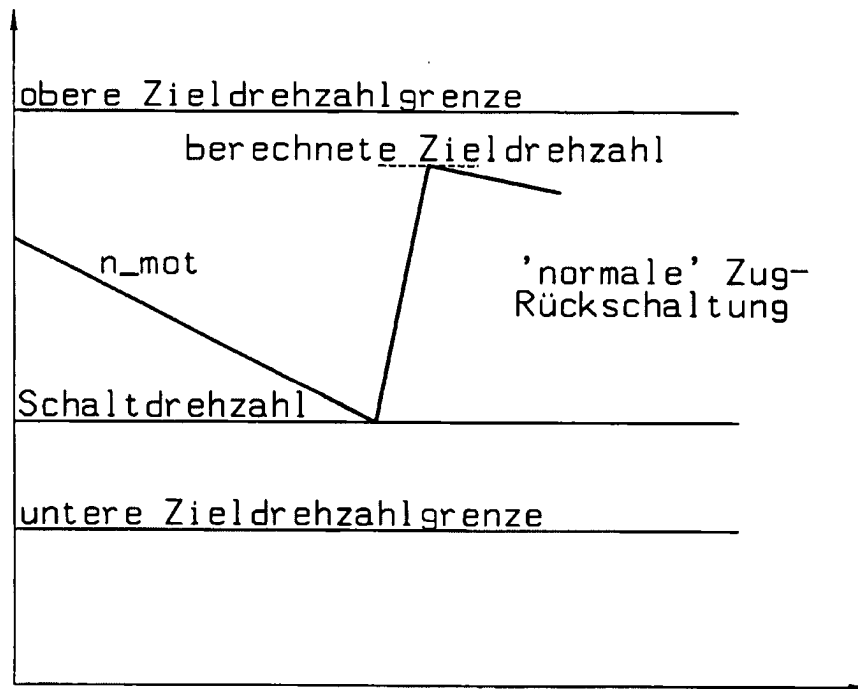 obere Zieldrehzahlgrenze
berechnete Zieldrehzahl
n_mot
'normale' Zug-
Rückschaltung
Schaltdrehzahl
untere Zieldrehzahlgrenze